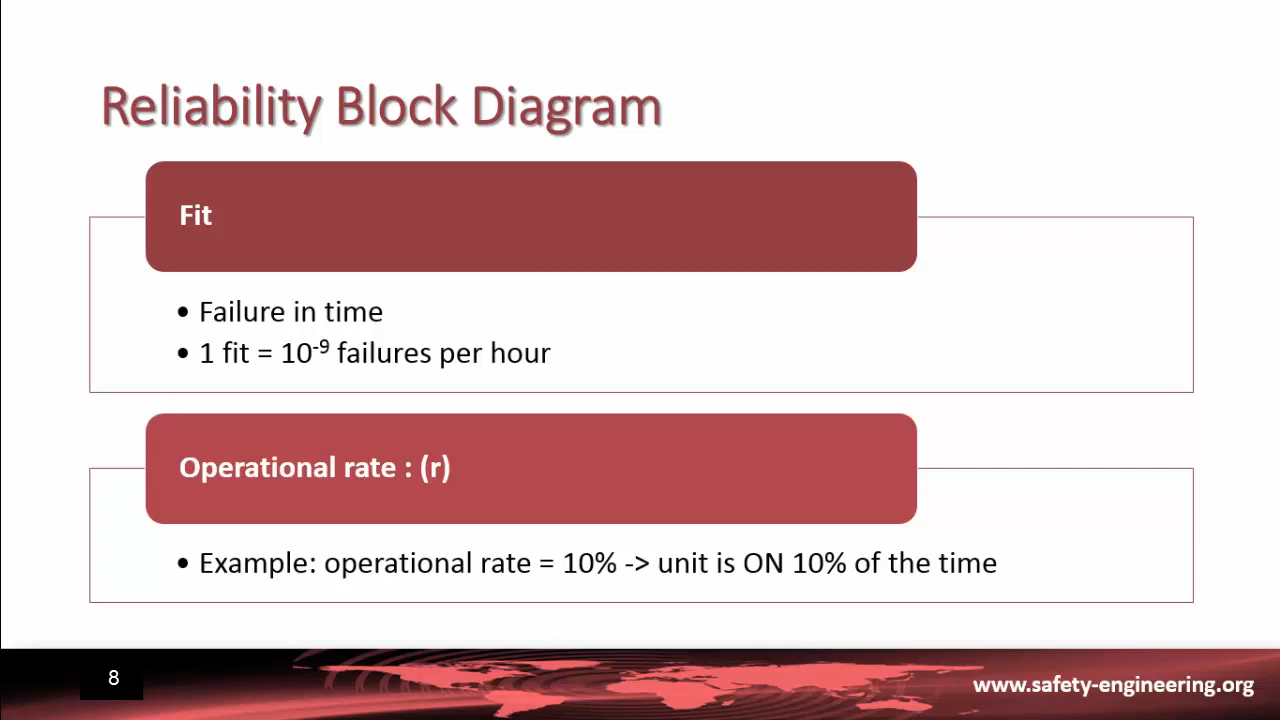 Reliability Block Diagram
Fit
• Failure in time
• 1 fit = 10⁻⁹ failures per hour
Operational rate : (r)
• Example: operational rate = 10% -> unit is ON 10% of the time
8
www.safety-engineering.org